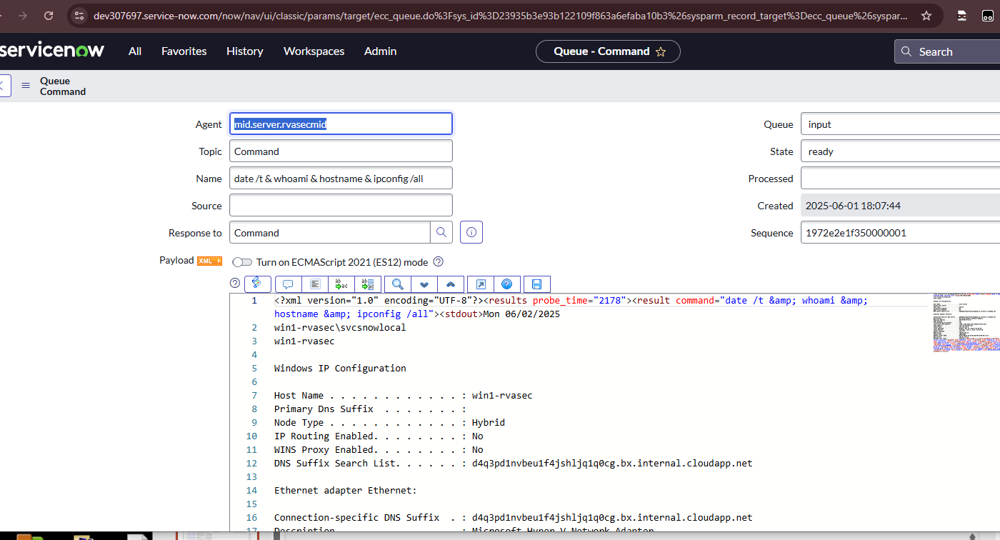 dev307697.service-now.com/now/nav/ui/classic/params/target/ecc_queue.do%3Fsys_id%3D23935b3e93b122109f863a6efaba10b3%26sysparm_record_target%3Decc_queue%26syspar...
servicenow All Favorites History Workspaces Admin Queue - Command Search
Queue
Command
Agent mid.server.rvasecmid Queue input
Topic Command State ready
Name date /t & whoami & hostname & ipconfig /all Processed
Source Created 2025-06-01 18:07:44
Response to Command Sequence 1972e2e1f350000001
Payload XML Turn on ECMAScript 2021 (ES12) mode
1 <?xml version="1.0" encoding="UTF-8"?><results probe_time="2178"><result command="date /t &amp; whoami &amp;
hostname &amp; ipconfig /all"><stdout>Mon 06/02/2025
2 win1-rvasec\svcsnowlocal
3 win1-rvasec
4
5 Windows IP Configuration
6
7 Host Name . . . . . . . . . . . . : win1-rvasec
8 Primary Dns Suffix . . . . . . . :
9 Node Type . . . . . . . . . . . . : Hybrid
10 IP Routing Enabled. . . . . . . . : No
11 WINS Proxy Enabled. . . . . . . . : No
12 DNS Suffix Search List. . . . . . : d4q3pd1nvbeu1f4jshljq1q0cg.bx.internal.cloudapp.net
13
14 Ethernet adapter Ethernet:
15
16 Connection-specific DNS Suffix . : d4q3pd1nvbeu1f4jshljq1q0cg.bx.internal.cloudapp.net
17 Description . . . . . . . . . . . : Microsoft Hyper-V Network Adapter